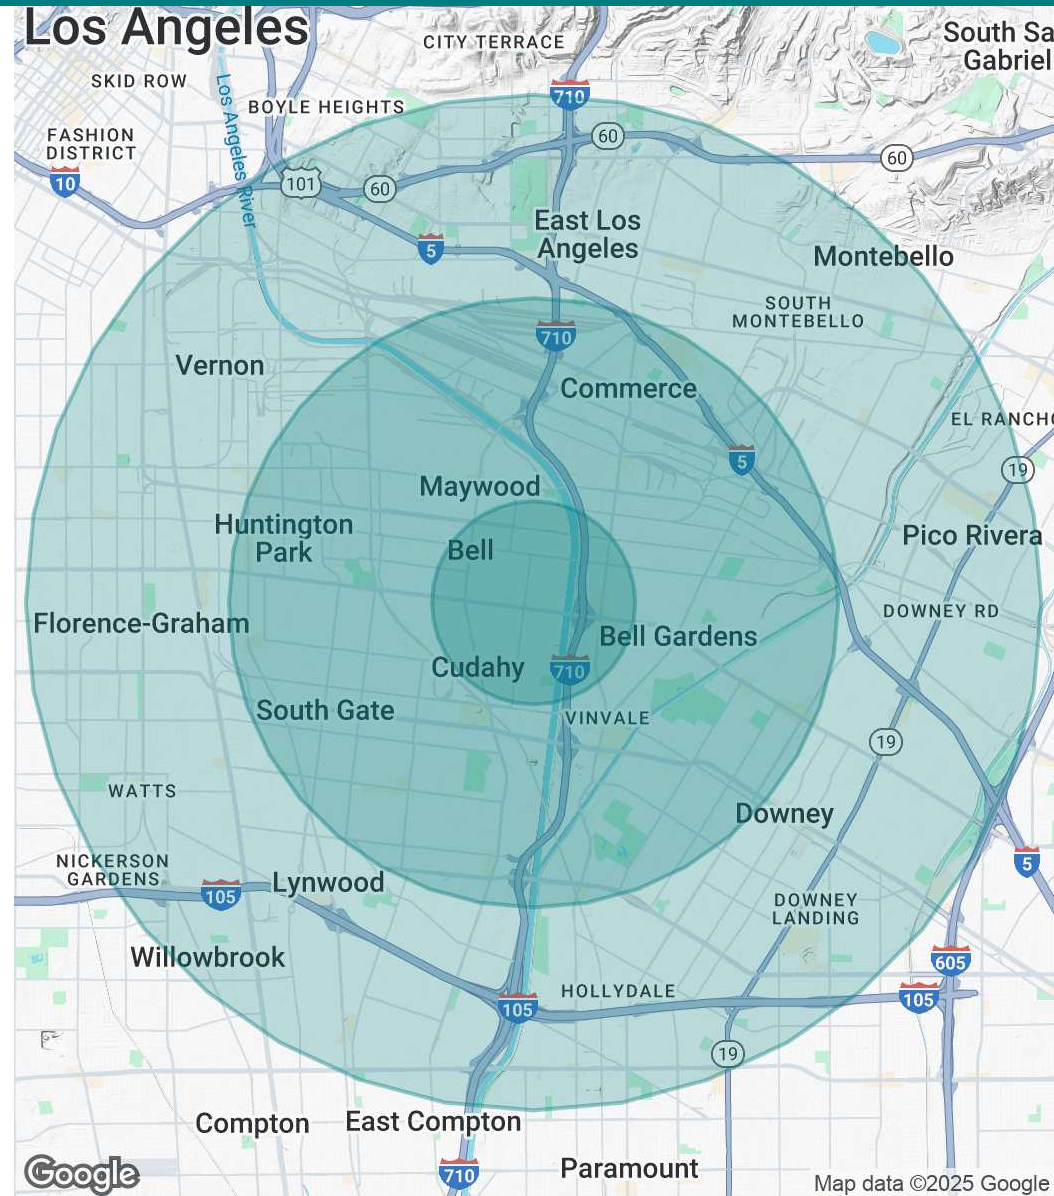 Los Angeles
CITY TERRACE
South Sa
Gabriel
SKID ROW
BOYLE HEIGHTS
710
FASHION
DISTRICT
Los Angeles River
60
60
10
101
60
East Los
Angeles
5
Montebello
SOUTH
MONTEBELLO
710
Vernon
Commerce
EL RANCHO
5
19
Maywood
Huntington
Park
Bell
Pico Rivera
DOWNEY RD
Florence-Graham
Bell Gardens
Cudahy
710
South Gate
VINVALE
19
WATTS
Downey
NICKERSON
GARDENS
5
Lynwood
105
DOWNEY
LANDING
Willowbrook
605
HOLLYDALE
105
105
19
Compton
East Compton
Google
710
Paramount
Map data ©2025 Google